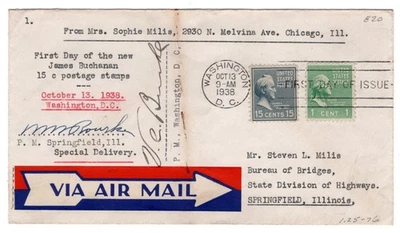 1.
820
From Mrs. Sophie Milis, 2930 N. Melvina Ave. Chicago, Ill.
First Day of the new
James Buchanan
15 c postage stamps
October 13, 1938.
Washington, D.C.
P. M. Springfield, Ill.
Special Delivery.
P. M., Washington, D. C.
WASHINGTON
OCT 13
9-AM
1938
D. C.
FIRST DAY OF ISSUE
UNITED STATES POSTAGE
15 CENTS 15
1 CENT 1
VIA AIR MAIL
Mr. Steven L. Milis
Bureau of Bridges,
State Division of Highways.
SPRINGFIELD, Illinois,
1-25-76